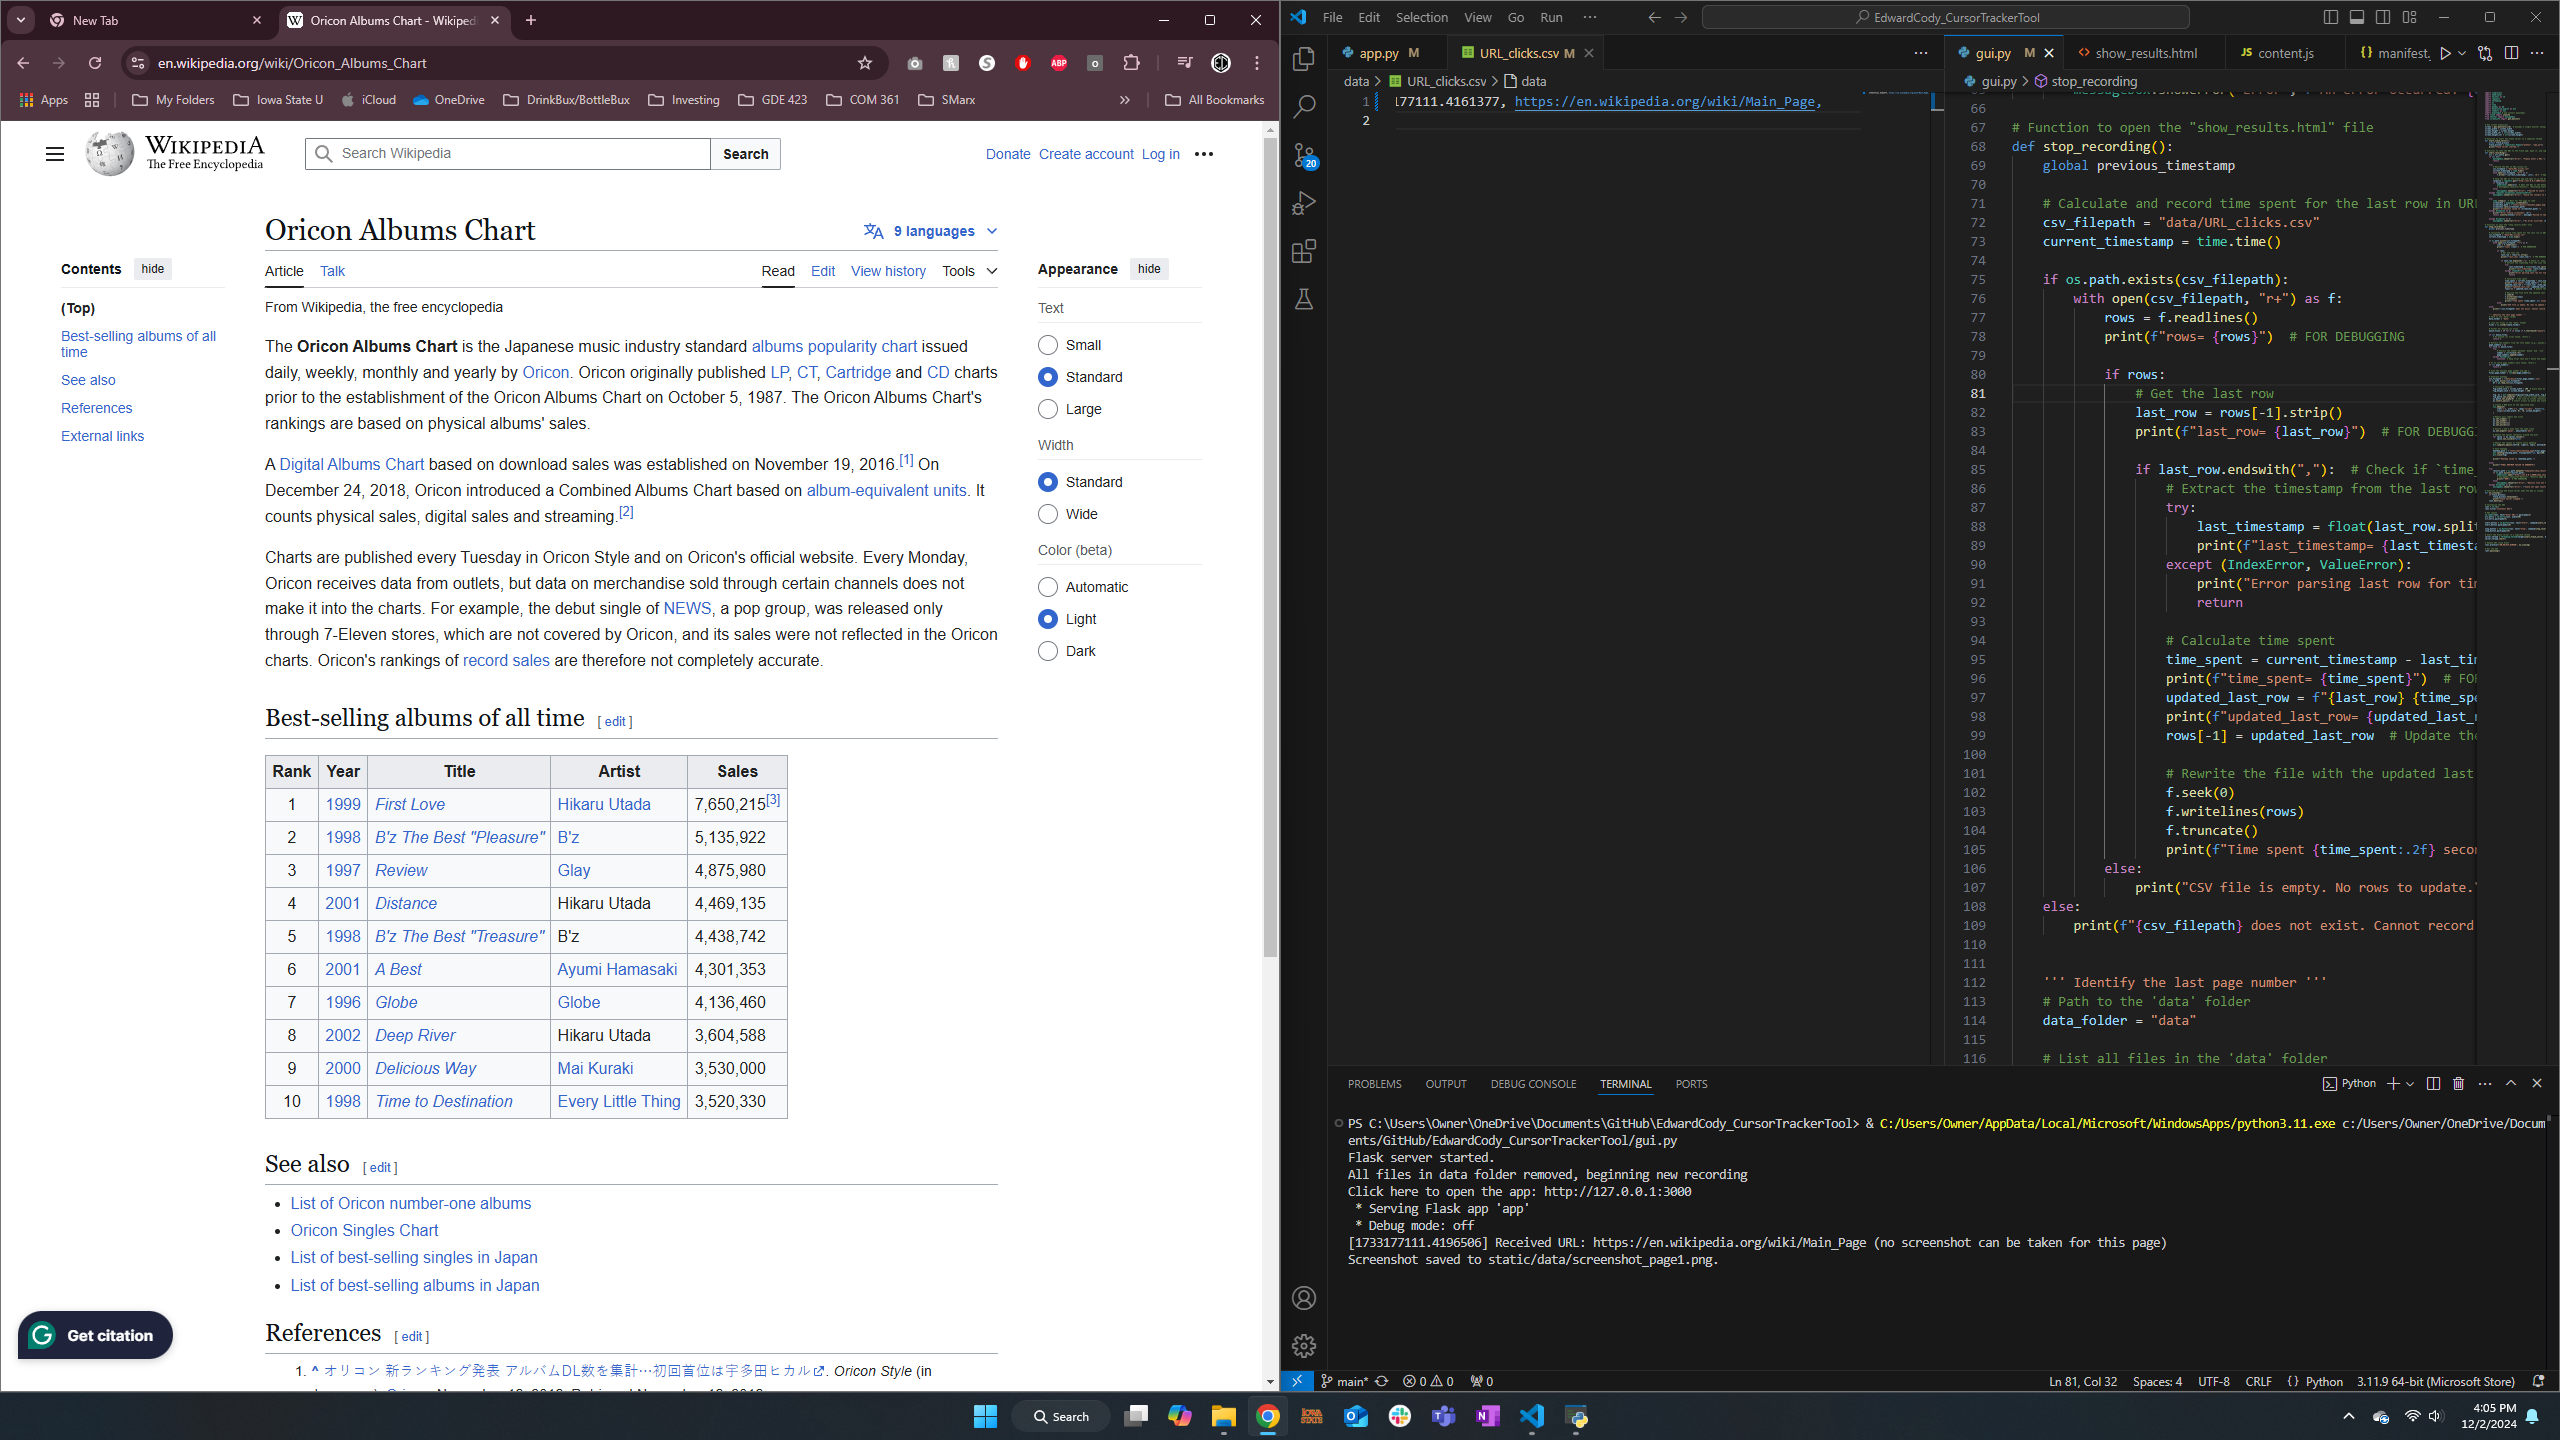 New Tab
Oricon Albums Chart - Wikiped
en.wikipedia.org/wiki/Oricon_Albums_Chart
Apps My Folders Iowa State U iCloud OneDrive DrinkBux/BottleBux Investing GDE 423 COM 361 SMarx » All Bookmarks
WIKIPEDIA
The Free Encyclopedia
Search Wikipedia
Search
Donate Create account Log in
Contents hide
(Top)
Best-selling albums of all
time
See also
References
External links
Oricon Albums Chart
9 languages
Article Talk
Read Edit View history Tools
From Wikipedia, the free encyclopedia
The Oricon Albums Chart is the Japanese music industry standard albums popularity chart issued
daily, weekly, monthly and yearly by Oricon. Oricon originally published LP, CT, Cartridge and CD charts
prior to the establishment of the Oricon Albums Chart on October 5, 1987. The Oricon Albums Chart's
rankings are based on physical albums' sales.
A Digital Albums Chart based on download sales was established on November 19, 2016.[1] On
December 24, 2018, Oricon introduced a Combined Albums Chart based on album-equivalent units. It
counts physical sales, digital sales and streaming.[2]
Charts are published every Tuesday in Oricon Style and on Oricon's official website. Every Monday,
Oricon receives data from outlets, but data on merchandise sold through certain channels does not
make it into the charts. For example, the debut single of NEWS, a pop group, was released only
through 7-Eleven stores, which are not covered by Oricon, and its sales were not reflected in the Oricon
charts. Oricon's rankings of record sales are therefore not completely accurate.
Best-selling albums of all time [ edit ]
Rank Year Title Artist Sales
1 1999 First Love Hikaru Utada 7,650,215[3]
2 1998 B'z The Best "Pleasure" B'z 5,135,922
3 1997 Review Glay 4,875,980
4 2001 Distance Hikaru Utada 4,469,135
5 1998 B'z The Best "Treasure" B'z 4,438,742
6 2001 A Best Ayumi Hamasaki 4,301,353
7 1996 Globe Globe 4,136,460
8 2002 Deep River Hikaru Utada 3,604,588
9 2000 Delicious Way Mai Kuraki 3,530,000
10 1998 Time to Destination Every Little Thing 3,520,330
See also [ edit ]
• List of Oricon number-one albums
• Oricon Singles Chart
• List of best-selling singles in Japan
• List of best-selling albums in Japan
References [ edit ]
1. ^ オリコン 新ランキング発表 アルバムDL数を集計…初回首位は宇多田ヒカル. Oricon Style (in
Get citation
Appearance hide
Text
Small
Standard
Large
Width
Standard
Wide
Color (beta)
Automatic
Light
Dark
File Edit Selection View Go Run ···
EdwardCody_CursorTrackerTool
20
app.py M
URL_clicks.csv M
data > URL_clicks.csv > data
1 177111.4161377, https://en.wikipedia.org/wiki/Main_Page,
2
gui.py M
show_results.html
content.js
manifest.
gui.py > stop_recording
66
67 # Function to open the "show_results.html" file
68 def stop_recording():
69 global previous_timestamp
70
71 # Calculate and record time spent for the last row in URL
72 csv_filepath = "data/URL_clicks.csv"
73 current_timestamp = time.time()
74
75 if os.path.exists(csv_filepath):
76 with open(csv_filepath, "r+") as f:
77 rows = f.readlines()
78 print(f"rows= {rows}") # FOR DEBUGGING
79
80 if rows:
81 # Get the last row
82 last_row = rows[-1].strip()
83 print(f"last_row= {last_row}") # FOR DEBUGGI
84
85 if last_row.endswith(","): # Check if `time_
86 # Extract the timestamp from the last row
87 try:
88 last_timestamp = float(last_row.split
89 print(f"last_timestamp= {last_timesta
90 except (IndexError, ValueError):
91 print("Error parsing last row for tim
92 return
93
94 # Calculate time spent
95 time_spent = current_timestamp - last_tim
96 print(f"time_spent= {time_spent}") # FO
97 updated_last_row = f"{last_row} {time_spe
98 print(f"updated_last_row= {updated_last_r
99 rows[-1] = updated_last_row # Update the
100
101 # Rewrite the file with the updated last
102 f.seek(0)
103 f.writelines(rows)
104 f.truncate()
105 print(f"Time spent {time_spent:.2f} secon
106 else:
107 print("CSV file is empty. No rows to update."
108 else:
109 print(f"{csv_filepath} does not exist. Cannot record
110
111
112 ''' Identify the last page number '''
113 # Path to the 'data' folder
114 data_folder = "data"
115
116 # List all files in the 'data' folder
PROBLEMS OUTPUT DEBUG CONSOLE TERMINAL PORTS
Python
PS C:\Users\Owner\OneDrive\Documents\GitHub\EdwardCody_CursorTrackerTool> & C:/Users/Owner/AppData/Local/Microsoft/WindowsApps/python3.11.exe c:/Users/Owner/OneDrive/Docum
ents/GitHub/EdwardCody_CursorTrackerTool/gui.py
Flask server started.
All files in data folder removed, beginning new recording
Click here to open the app: http://127.0.0.1:3000
* Serving Flask app 'app'
* Debug mode: off
[1733177111.4196506] Received URL: https://en.wikipedia.org/wiki/Main_Page (no screenshot can be taken for this page)
Screenshot saved to static/data/screenshot_page1.png.
main* 0 0 0
Ln 81, Col 32 Spaces: 4 UTF-8 CRLF { } Python 3.11.9 64-bit (Microsoft Store)
Search
4:05 PM
12/2/2024